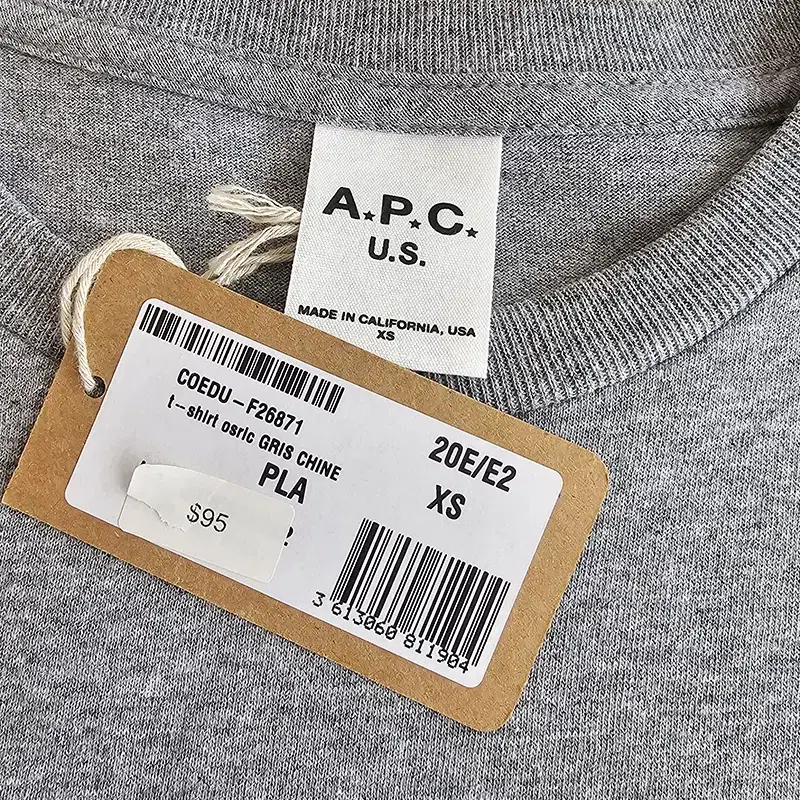 A.P.C.
U.S.
MADE IN CALIFORNIA, USA
XS
COEDU-F26871
t-shirt osric GRIS CHINE
PLA
20E/E2
XS
$95
3 613060 811904